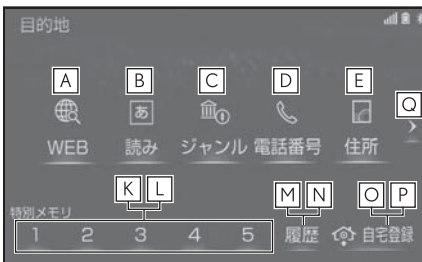 目的地
A B C D E
あ
Q
WEB 読み ジャンル 電話番号 住所
K L M N O P
特別メモリ
1 2 3 4 5 履歴 自宅登録